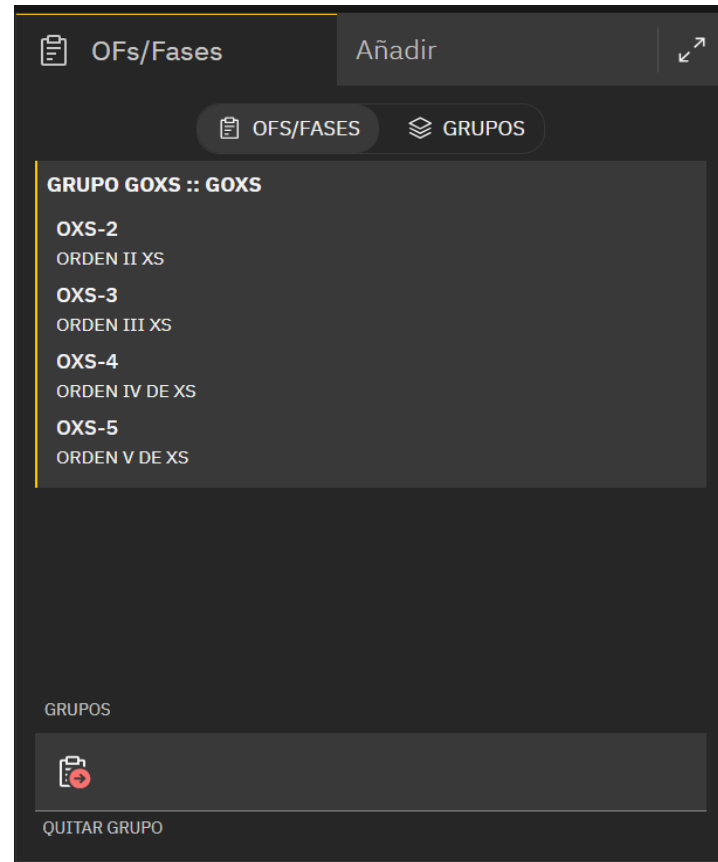 OFs/Fases
Añadir
OFS/FASES
GRUPOS
GRUPO GOXS :: GOXS
OXS-2
ORDEN II XS
OXS-3
ORDEN III XS
OXS-4
ORDEN IV DE XS
OXS-5
ORDEN V DE XS
GRUPOS
QUITAR GRUPO